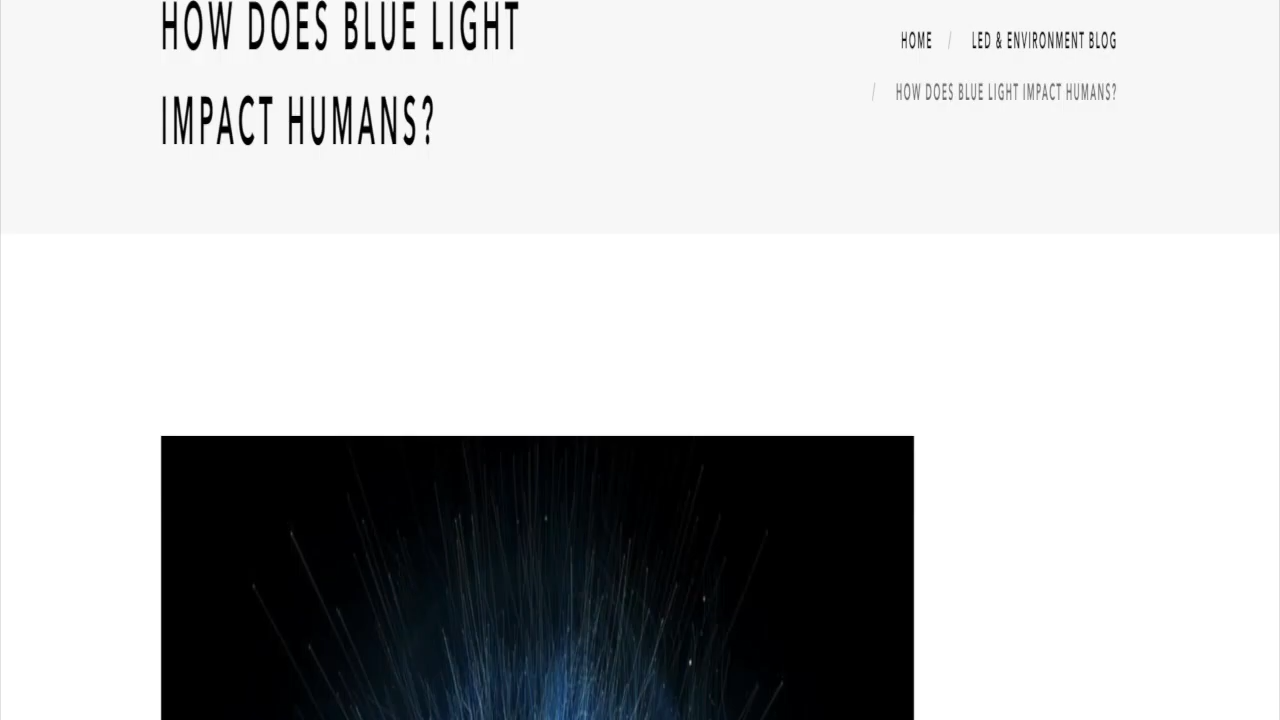 HOW DOES BLUE LIGHT
IMPACT HUMANS?
HOME / LED & ENVIRONMENT BLOG
/ HOW DOES BLUE LIGHT IMPACT HUMANS?